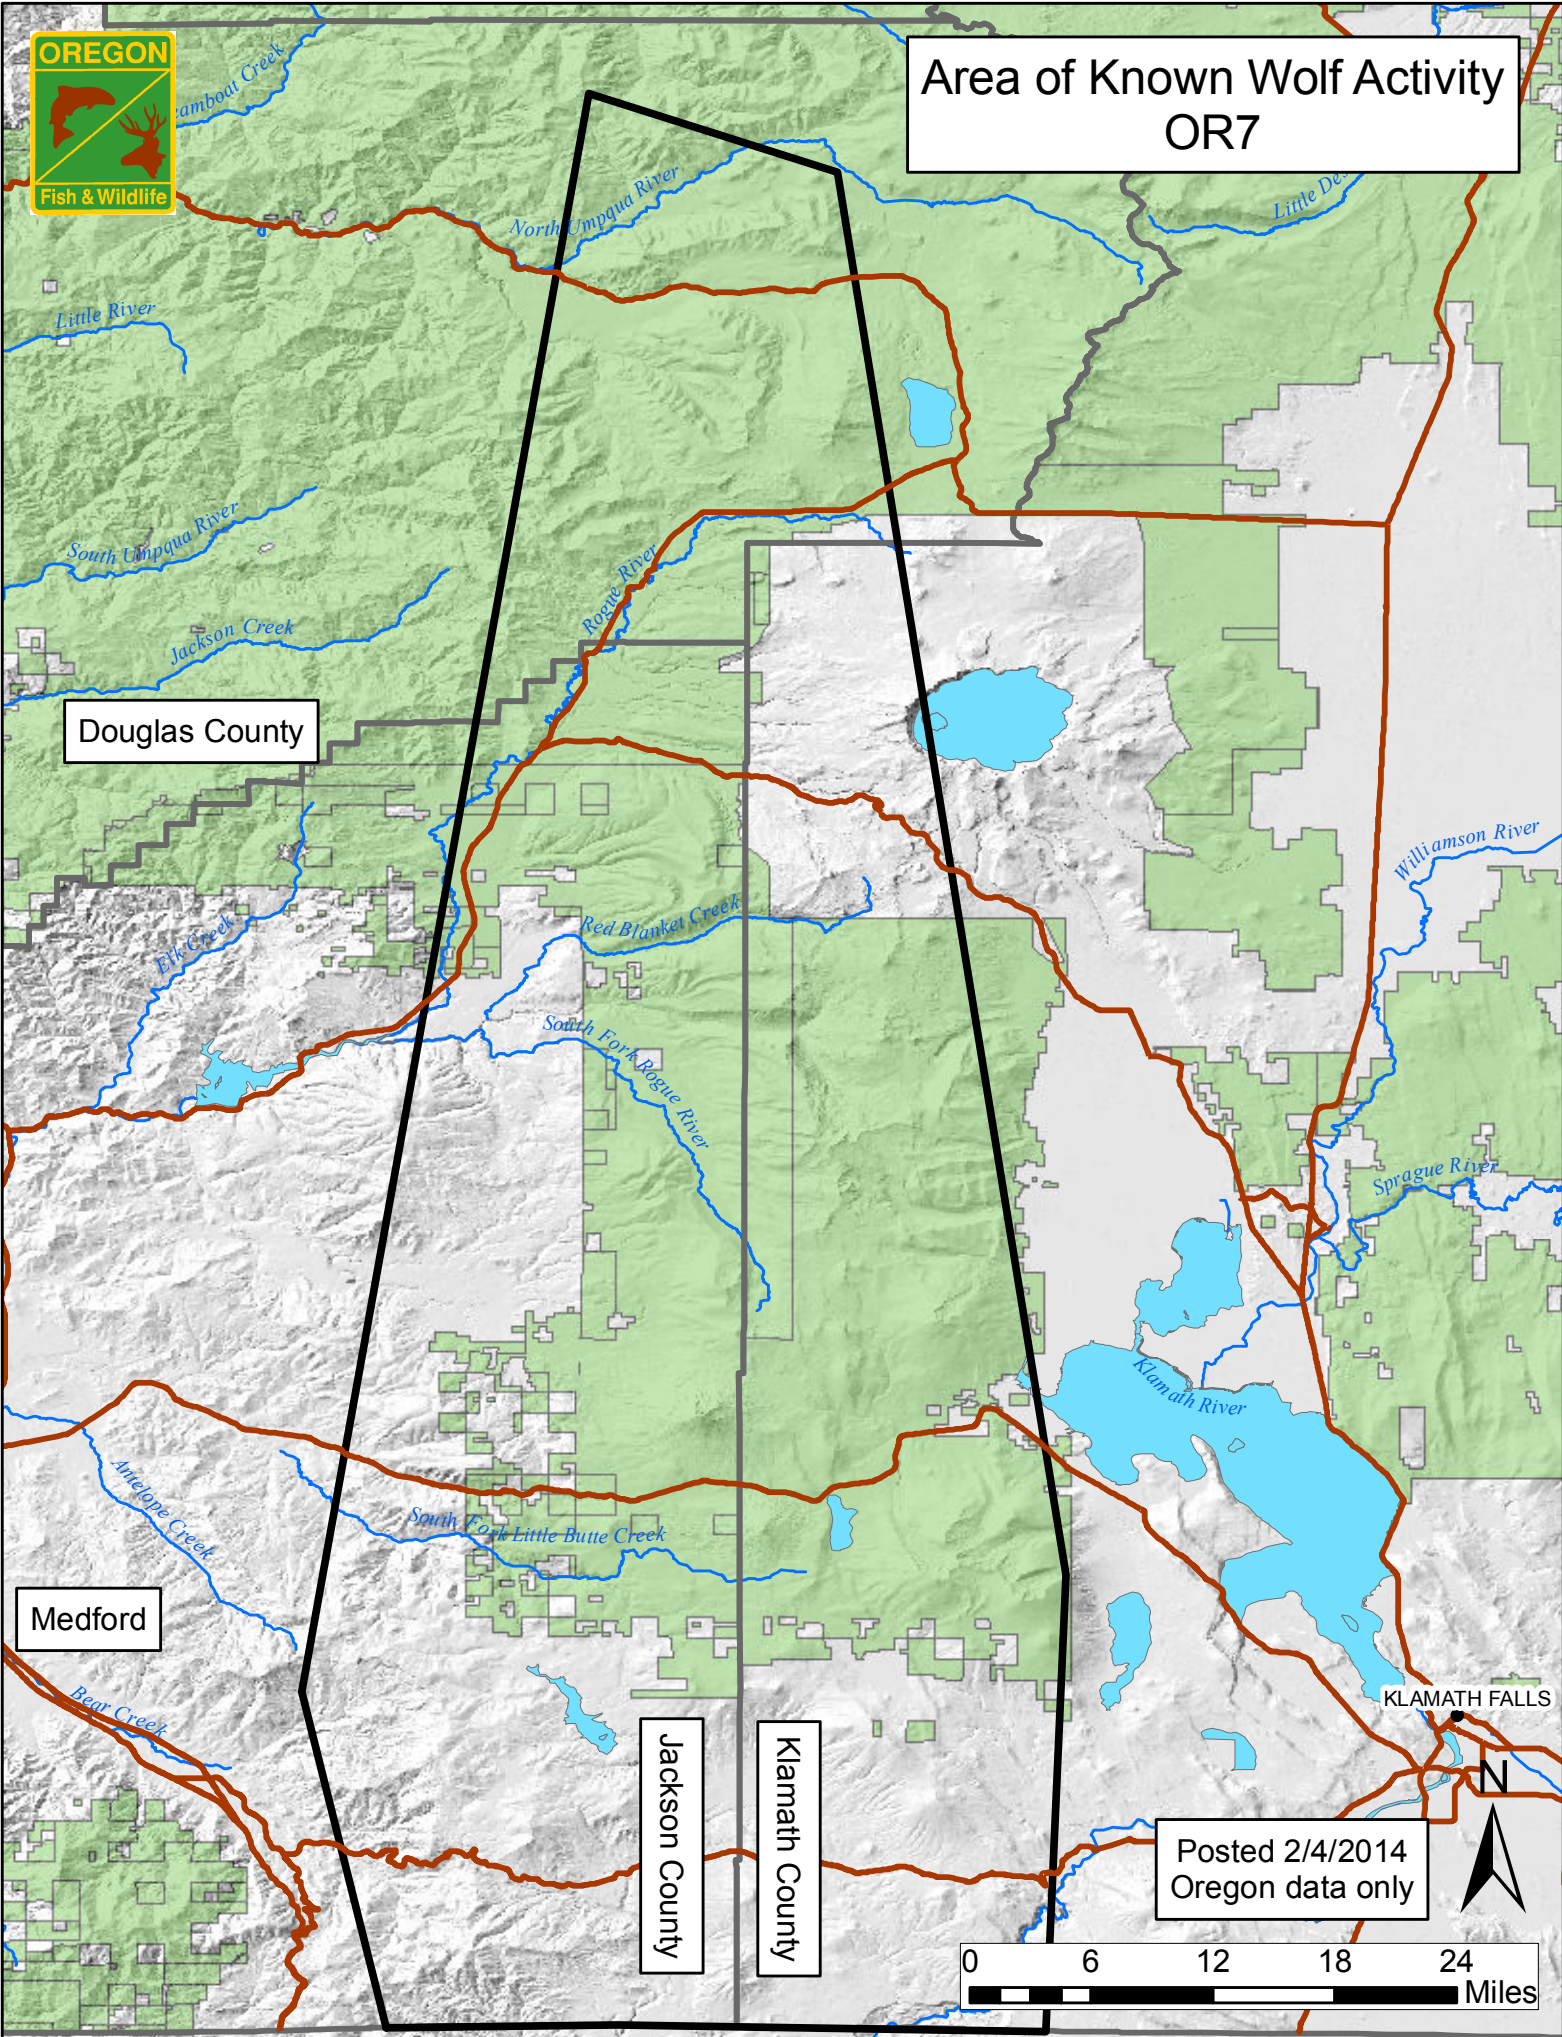 OREGON
Fish & Wildlife
Area of Known Wolf Activity
OR7
eamboat Creek
North Umpqua River
Little Des
Little River
South Umpqua River
Rogue River
Jackson Creek
Douglas County
Williamson River
Elk Creek
Red Blanket Creek
South Fork Rogue River
Sprague River
Klamath River
Antelope Creek
South Fork Little Butte Creek
Medford
Bear Creek
KLAMATH FALLS
Jackson County
Klamath County
N
Posted 2/4/2014
Oregon data only
0 6 12 18 24
Miles